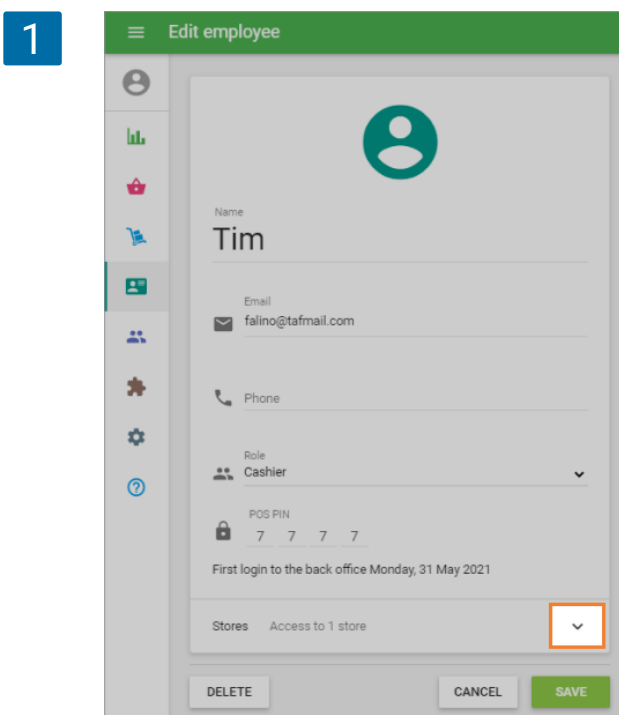 1
Edit employee
Name
Tim
Email
falino@tafmail.com
Phone
Role
Cashier
POS PIN
7 7 7 7
First login to the back office Monday, 31 May 2021
Stores Access to 1 store
DELETE CANCEL SAVE